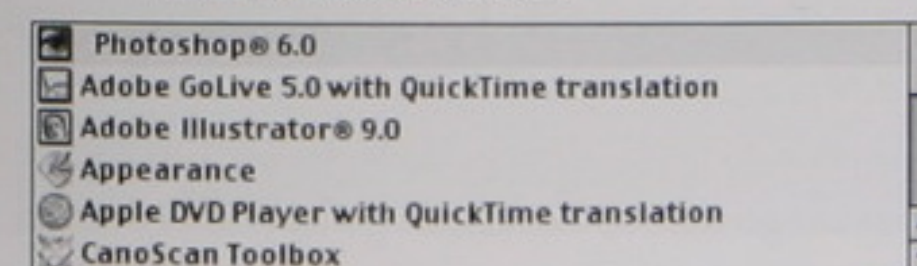 Photoshop® 6.0
Adobe GoLive 5.0 with QuickTime translation
Adobe Illustrator® 9.0
Appearance
Apple DVD Player with QuickTime translation
CanoScan Toolbox